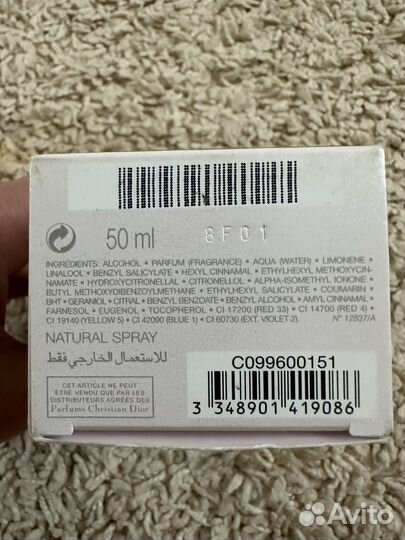 50 ml
8F01
INGREDIENTS: ALCOHOL • PARFUM (FRAGRANCE) • AQUA (WATER) • LIMONENE •
LINALOOL • BENZYL SALICYLATE • HEXYL CINNAMAL • ETHYLHEXYL METHOXYCIN-
NAMATE • HYDROXYCITRONELLAL • CITRONELLOL • ALPHA-ISOMETHYL IONONE •
BUTYL METHOXYDIBENZOYLMETHANE • ETHYLHEXYL SALICYLATE • COUMARIN •
BHT • GERANIOL • CITRAL • BENZYL BENZOATE • BENZYL ALCOHOL • AMYL CINNAMAL •
FARNESOL • EUGENOL • TOCOPHEROL • CI 17200 (RED 33) • CI 14700 (RED 4) •
CI 19140 (YELLOW 5) • CI 42090 (BLUE 1) • CI 60730 (EXT. VIOLET 2). N° 12837/A
NATURAL SPRAY
للاستعمال الخارجي فقط
CET ARTICLE NE PEUT
ÊTRE VENDU QUE PAR LES
DISTRIBUTEURS AGRÉÉS DES
Parfums Christian Dior
C099600151
3 348901 419086
Avito